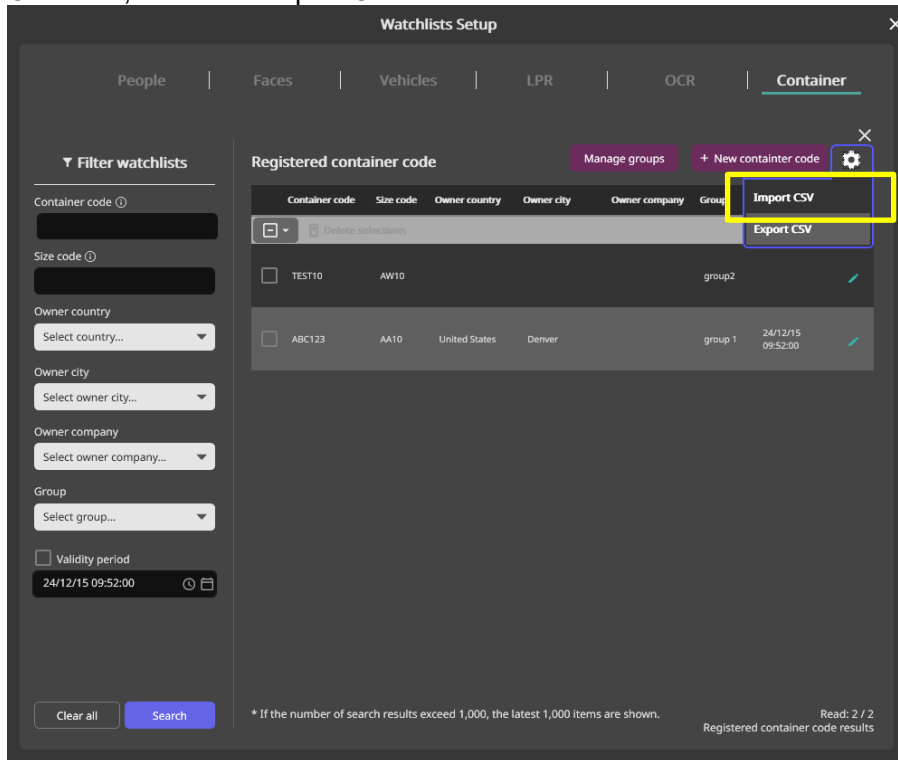 Watchlists Setup
People
Faces
Vehicles
LPR
OCR
Container
Filter watchlists
Container code
Size code
Owner country
Select country...
Owner city
Select owner city...
Owner company
Select owner company...
Group
Select group...
Validity period
24/12/15 09:52:00
Clear all
Search
Registered container code
Manage groups
+ New containter code
Import CSV
Export CSV
Container code Size code Owner country Owner city Owner company Group
Delete selections
TEST10 AW10 group2
ABC123 AA10 United States Denver group 1 24/12/15
09:52:00
* If the number of search results exceed 1,000, the latest 1,000 items are shown.
Read: 2 / 2
Registered container code results